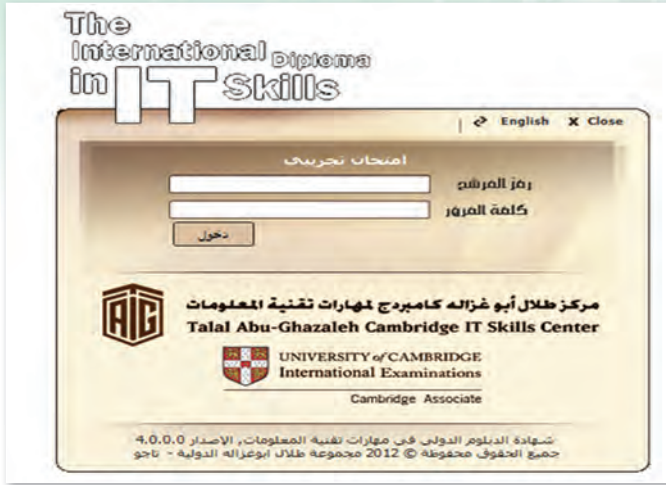 The
International Diploma
in IT Skills
English X Close
امتحان تجريبي
رمز المرشح
كلمة المرور
دخول
مركز طلال أبو غزاله كامبردج لمهارات تقنية المعلومات
Talal Abu-Ghazaleh Cambridge IT Skills Center
UNIVERSITY of CAMBRIDGE
International Examinations
Cambridge Associate
شهادة الدبلوم الدولي في مهارات تقنية المعلومات, الإصدار 4.0.0.0
جميع الحقوق محفوظة © 2012 مجموعة طلال ابوغزاله الدولية - تاجو